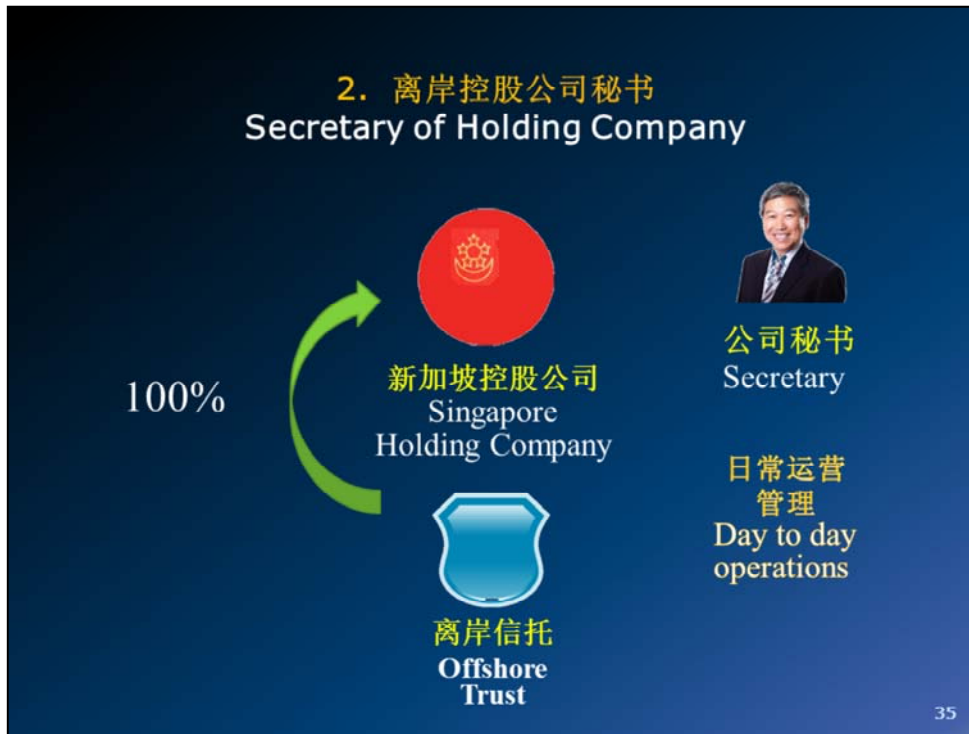 2. 离岸控股公司秘书
Secretary of Holding Company
100%
新加坡控股公司
Singapore
Holding Company
离岸信托
Offshore
Trust
公司秘书
Secretary
日常运营
管理
Day to day
operations
35